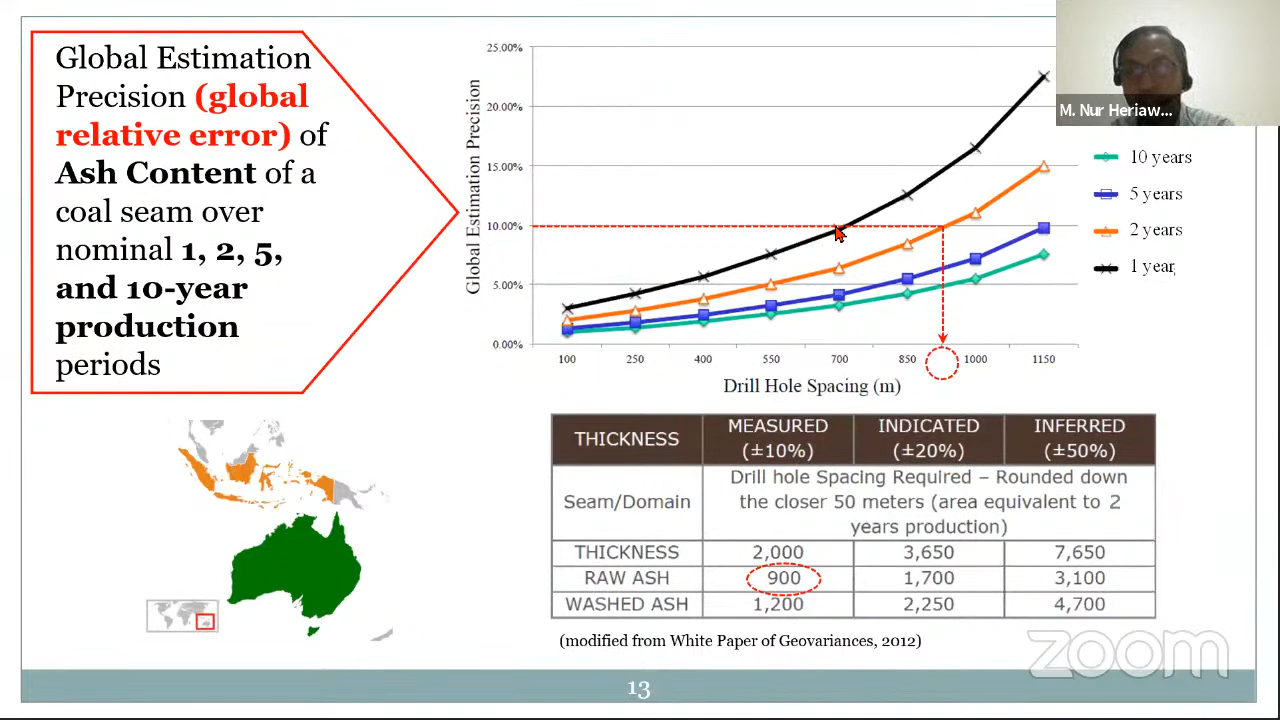 Global Estimation
Precision (global
relative error) of
Ash Content of a
coal seam over
nominal 1, 2, 5,
and 10-year
production
periods
Global Estimation Precision
25.00%
20.00%
15.00%
10.00%
5.00%
0.00%
100 250 400 550 700 850 1000 1150
Drill Hole Spacing (m)
M. Nur Heriaw...
10 years
5 years
2 years
1 year
THICKNESS MEASURED (±10%) INDICATED (±20%) INFERRED (±50%)
Seam/Domain
Drill hole Spacing Required – Rounded down
the closer 50 meters (area equivalent to 2
years production)
THICKNESS 2,000 3,650 7,650
RAW ASH 900 1,700 3,100
WASHED ASH 1,200 2,250 4,700
(modified from White Paper of Geovariances, 2012)
zoom
13